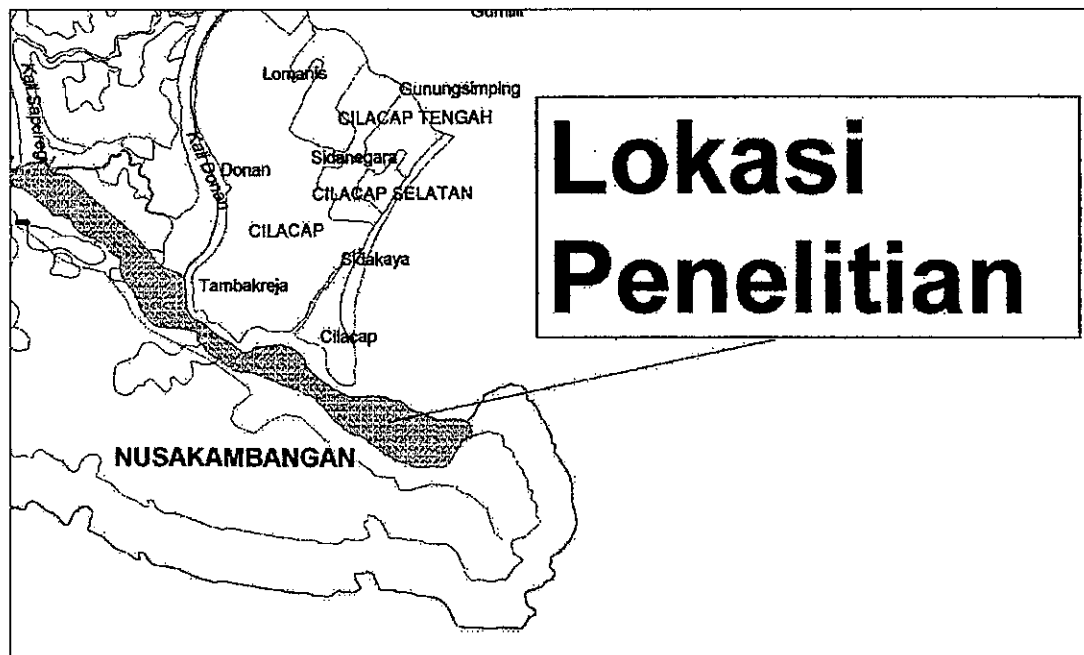 Lomanis
Gunungsimping
CILACAP TENGAH
Kali Donan
Donan
Sidanegara
CILACAP SELATAN
CILACAP
Sidakaya
Tambakreja
Cilacap
NUSAKAMBANGAN
Lokasi
Penelitian